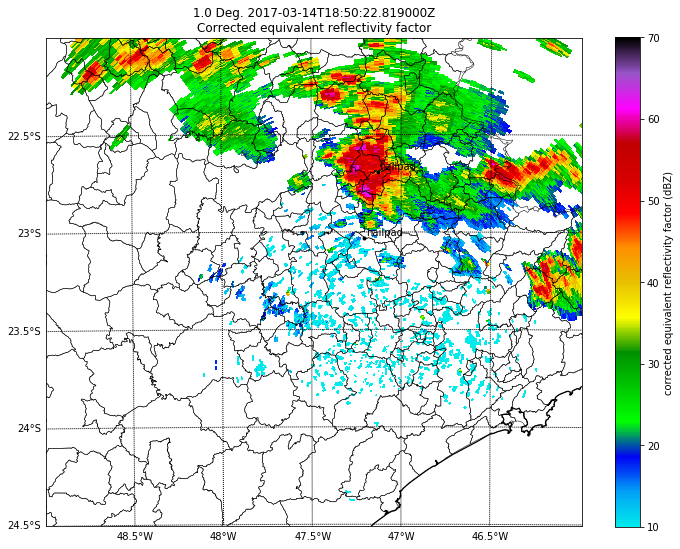 1.0 Deg. 2017-03-14T18:50:22.819000Z
Corrected equivalent reflectivity factor
22.5°S
23°S
23.5°S
24°S
24.5°S
48.5°W
48°W
47.5°W
47°W
46.5°W
hailpad
hailpad
70
60
50
40
30
20
10
corrected equivalent reflectivity factor (dBZ)